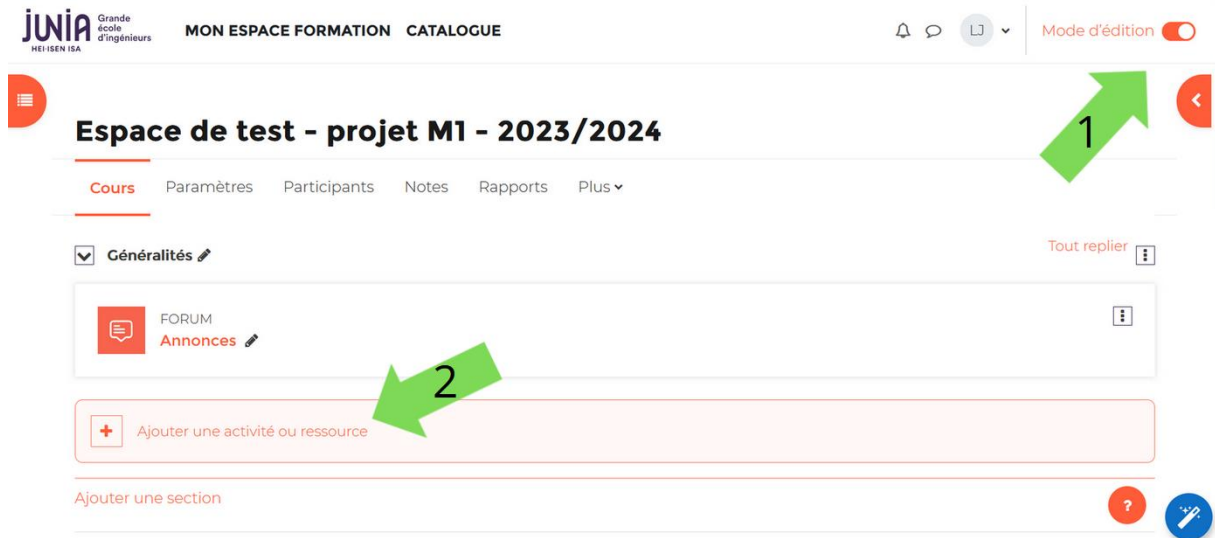 JUNIA Grande école d'ingénieurs
HEI·ISEN ISA
MON ESPACE FORMATION CATALOGUE
LJ
Mode d'édition
1
Espace de test - projet M1 - 2023/2024
Cours Paramètres Participants Notes Rapports Plus
Généralités
Tout replier
FORUM
Annonces
2
+ Ajouter une activité ou ressource
Ajouter une section
?